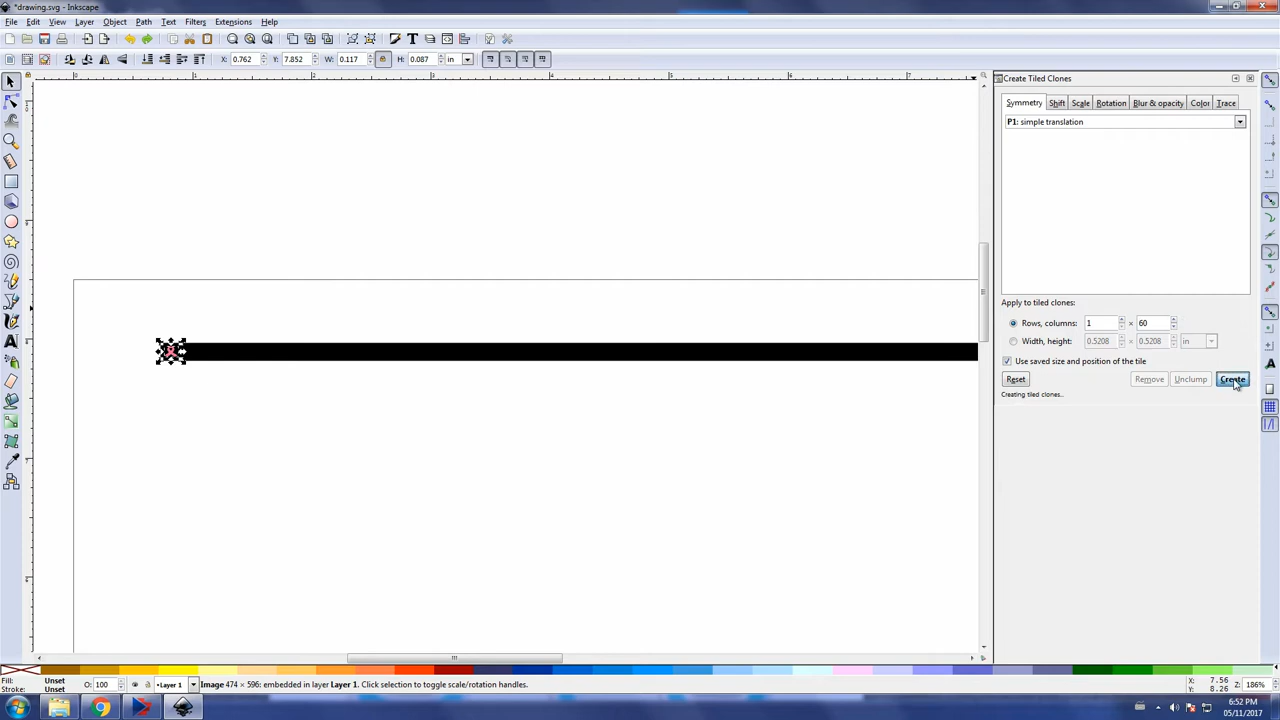 *drawing.svg - Inkscape
File Edit View Layer Object Path Text Filters Extensions Help
X: 0.762 Y: 7.852 W: 0.117 H: 0.087 in
Create Tiled Clones
Symmetry Shift Scale Rotation Blur & opacity Color Trace
P1: simple translation
Apply to tiled clones:
Rows, columns: 1 × 60
Width, height: 0.5208 × 0.5208 in
Use saved size and position of the tile
Reset Remove Unclump Create
Creating tiled clones..
Fill: Unset
Stroke: Unset
O: 100
Layer 1
Image 474 × 596: embedded in layer Layer 1. Click selection to toggle scale/rotation handles.
X: 7.56
Y: 8.26
Z: 186%
6:52 PM
05/11/2017